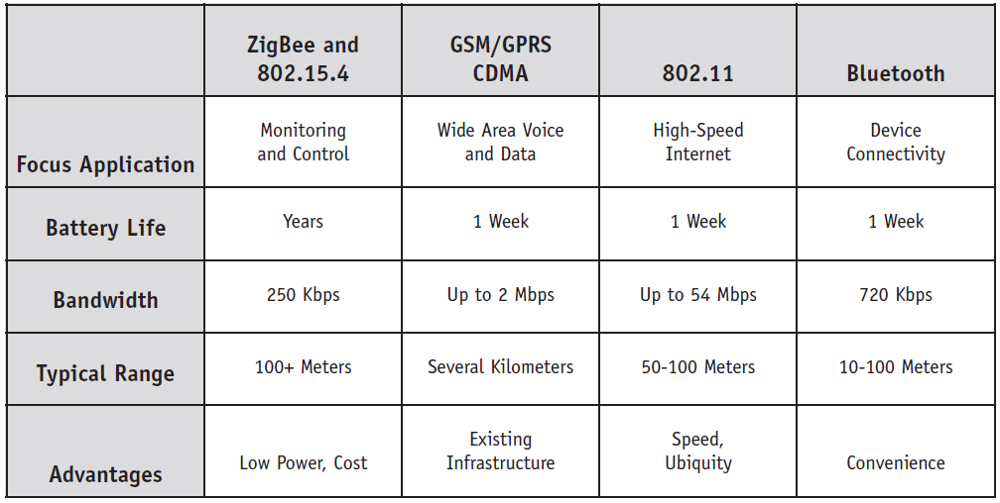 ZigBee and
802.15.4
GSM/GPRS
CDMA
802.11
Bluetooth
Focus Application
Monitoring
and Control
Wide Area Voice
and Data
High-Speed
Internet
Device
Connectivity
Battery Life
Years
1 Week
1 Week
1 Week
Bandwidth
250 Kbps
Up to 2 Mbps
Up to 54 Mbps
720 Kbps
Typical Range
100+ Meters
Several Kilometers
50-100 Meters
10-100 Meters
Advantages
Low Power, Cost
Existing
Infrastructure
Speed,
Ubiquity
Convenience